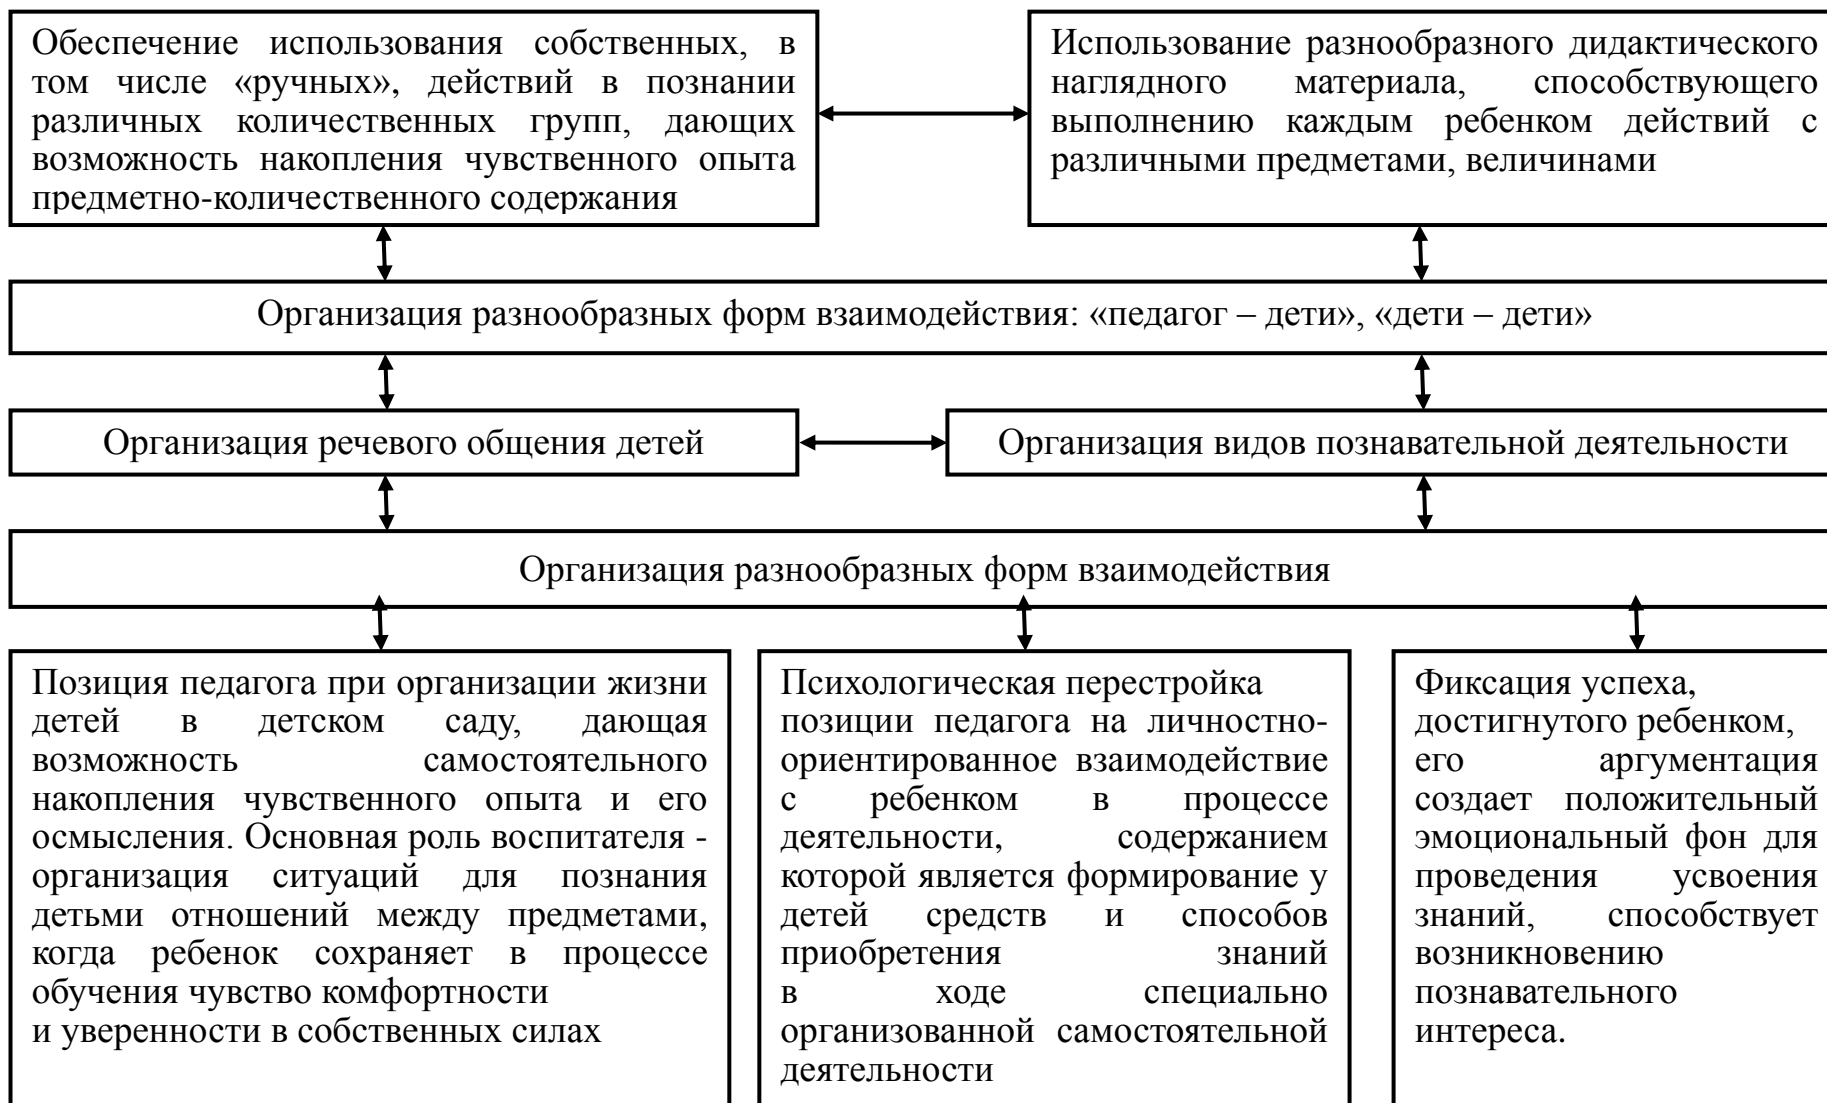 Обеспечение использования собственных, в
том числе «ручных», действий в познании
различных количественных групп, дающих
возможность накопления чувственного опыта
предметно-количественного содержания
Использование разнообразного дидактического
наглядного материала, способствующего
выполнению каждым ребенком действий с
различными предметами, величинами
Организация разнообразных форм взаимодействия: «педагог – дети», «дети – дети»
Организация речевого общения детей
Организация видов познавательной деятельности
Организация разнообразных форм взаимодействия
Позиция педагога при организации жизни
детей в детском саду, дающая
возможность самостоятельного
накопления чувственного опыта и его
осмысления. Основная роль воспитателя -
организация ситуаций для познания
детьми отношений между предметами,
когда ребенок сохраняет в процессе
обучения чувство комфортности
и уверенности в собственных силах
Психологическая перестройка
позиции педагога на личностно-
ориентированное взаимодействие
с ребенком в процессе
деятельности, содержанием
которой является формирование у
детей средств и способов
приобретения знаний
в ходе специально
организованной самостоятельной
деятельности
Фиксация успеха,
достигнутого ребенком,
его аргументация
создает положительный
эмоциональный фон для
проведения усвоения
знаний, способствует
возникновению
познавательного
интереса.